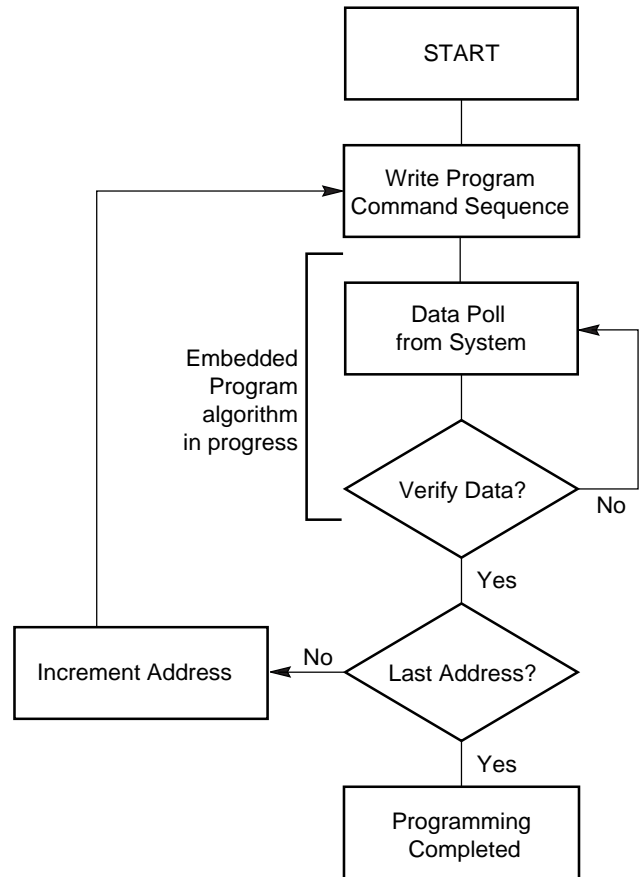 START
Write Program
Command Sequence
Data Poll
from System
Embedded
Program
algorithm
in progress
Verify Data?
No
Yes
Increment Address
No
Last Address?
Yes
Programming
Completed